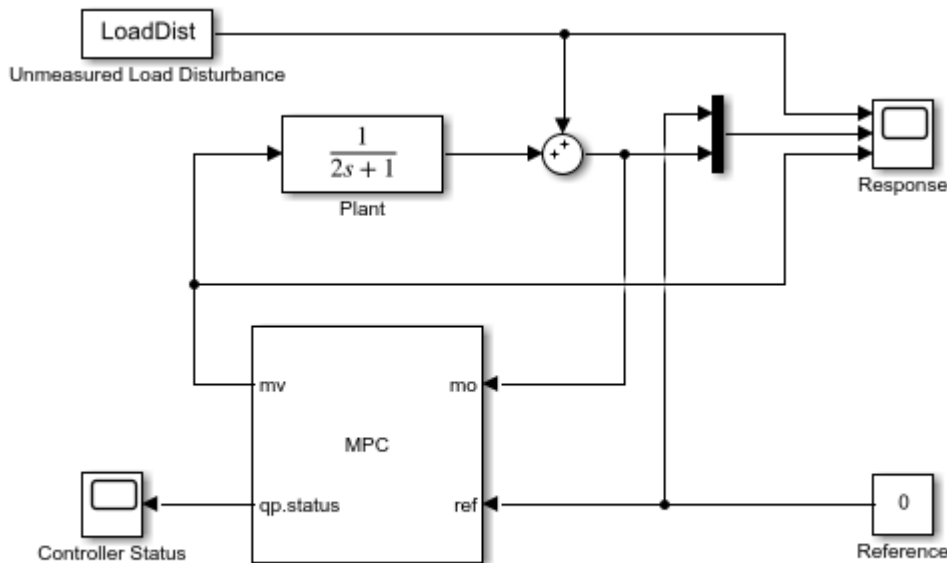 LoadDist
Unmeasured Load Disturbance
1
2s + 1
Plant
+
+
Response
mv
mo
MPC
qp.status
ref
Controller Status
0
Reference